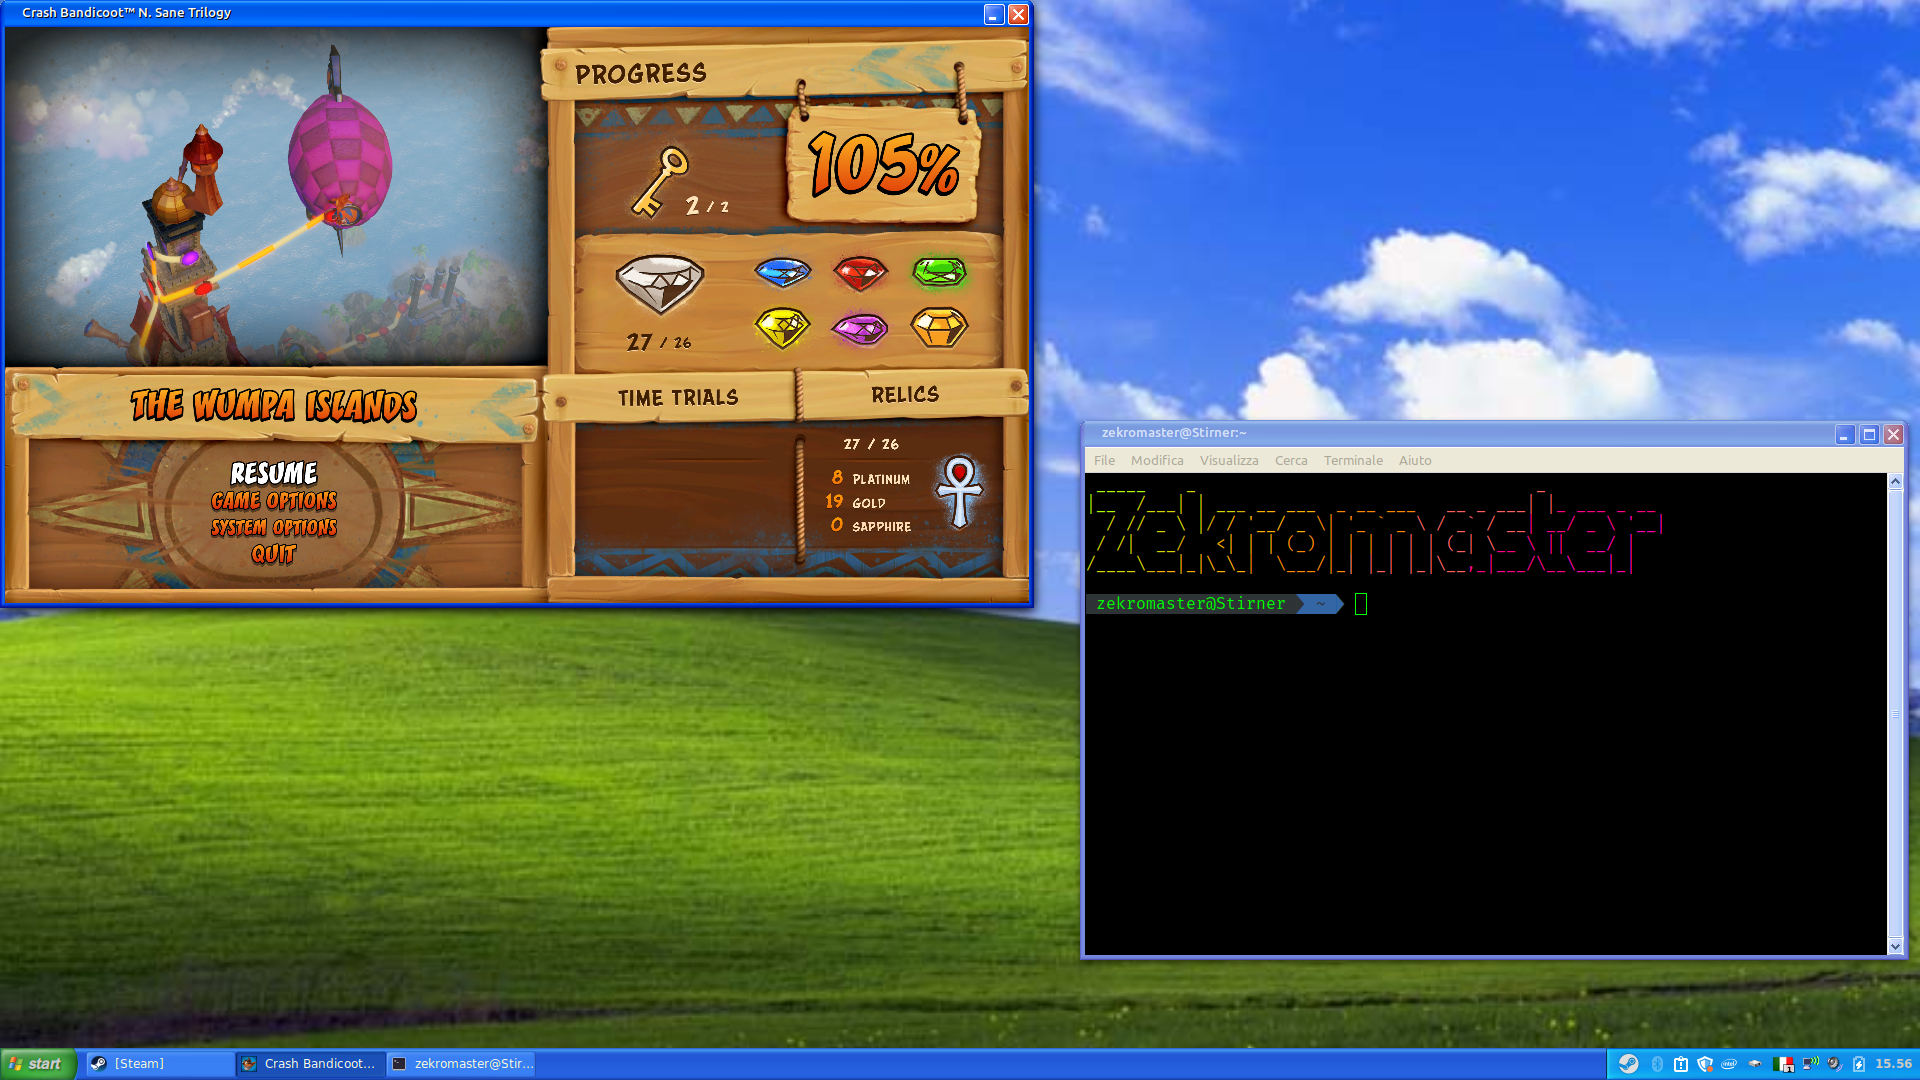 Crash Bandicoot™ N. Sane Trilogy
PROGRESS
105%
2 / 2
27 / 26
THE WUMPA ISLANDS
RESUME
GAME OPTIONS
SYSTEM OPTIONS
QUIT
TIME TRIALS
RELICS
27 / 26
8 PLATINUM
19 GOLD
0 SAPPHIRE
zekromaster@Stirner:~
File Modifica Visualizza Cerca Terminale Aiuto
Zekromaster
zekromaster@Stirner ~
start
[Steam]
Crash Bandicoot...
zekromaster@Stir...
15.56